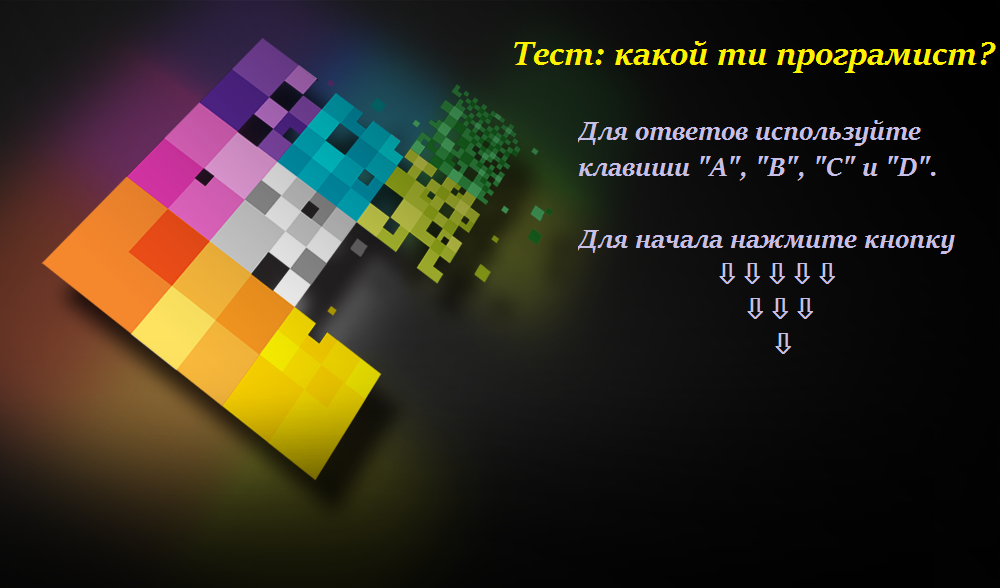 Тест: какой ти програмист?
Для ответов используйте
клавиши "A", "B", "C" и "D".
Для начала нажмите кнопку
⇩⇩⇩⇩⇩
⇩⇩⇩
⇩